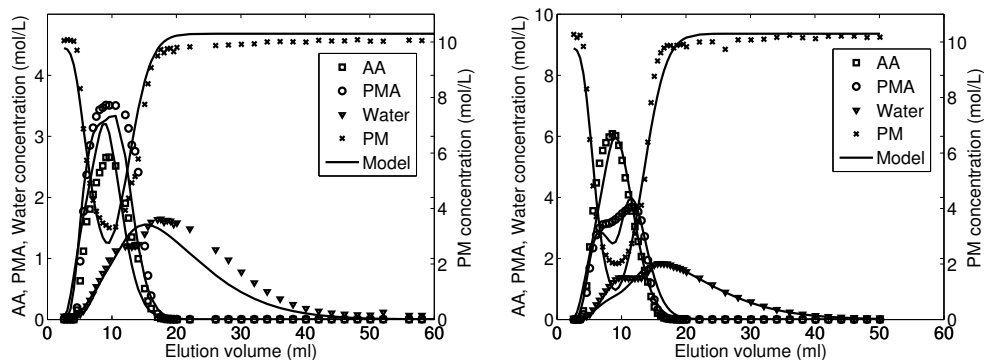 AA, PMA, Water concentration (mol/L)
4
3
2
1
0
0 10 20 30 40 50 60
Elution volume (ml)
10
8
6
4
2
0
PM concentration (mol/L)
AA
PMA
Water
PM
Model
AA, PMA, Water concentration (mol/L)
10
8
6
4
2
0
0 10 20 30 40 50 60
Elution volume (ml)
10
8
6
4
2
0
PM concentration (mol/L)
AA
PMA
Water
PM
Model